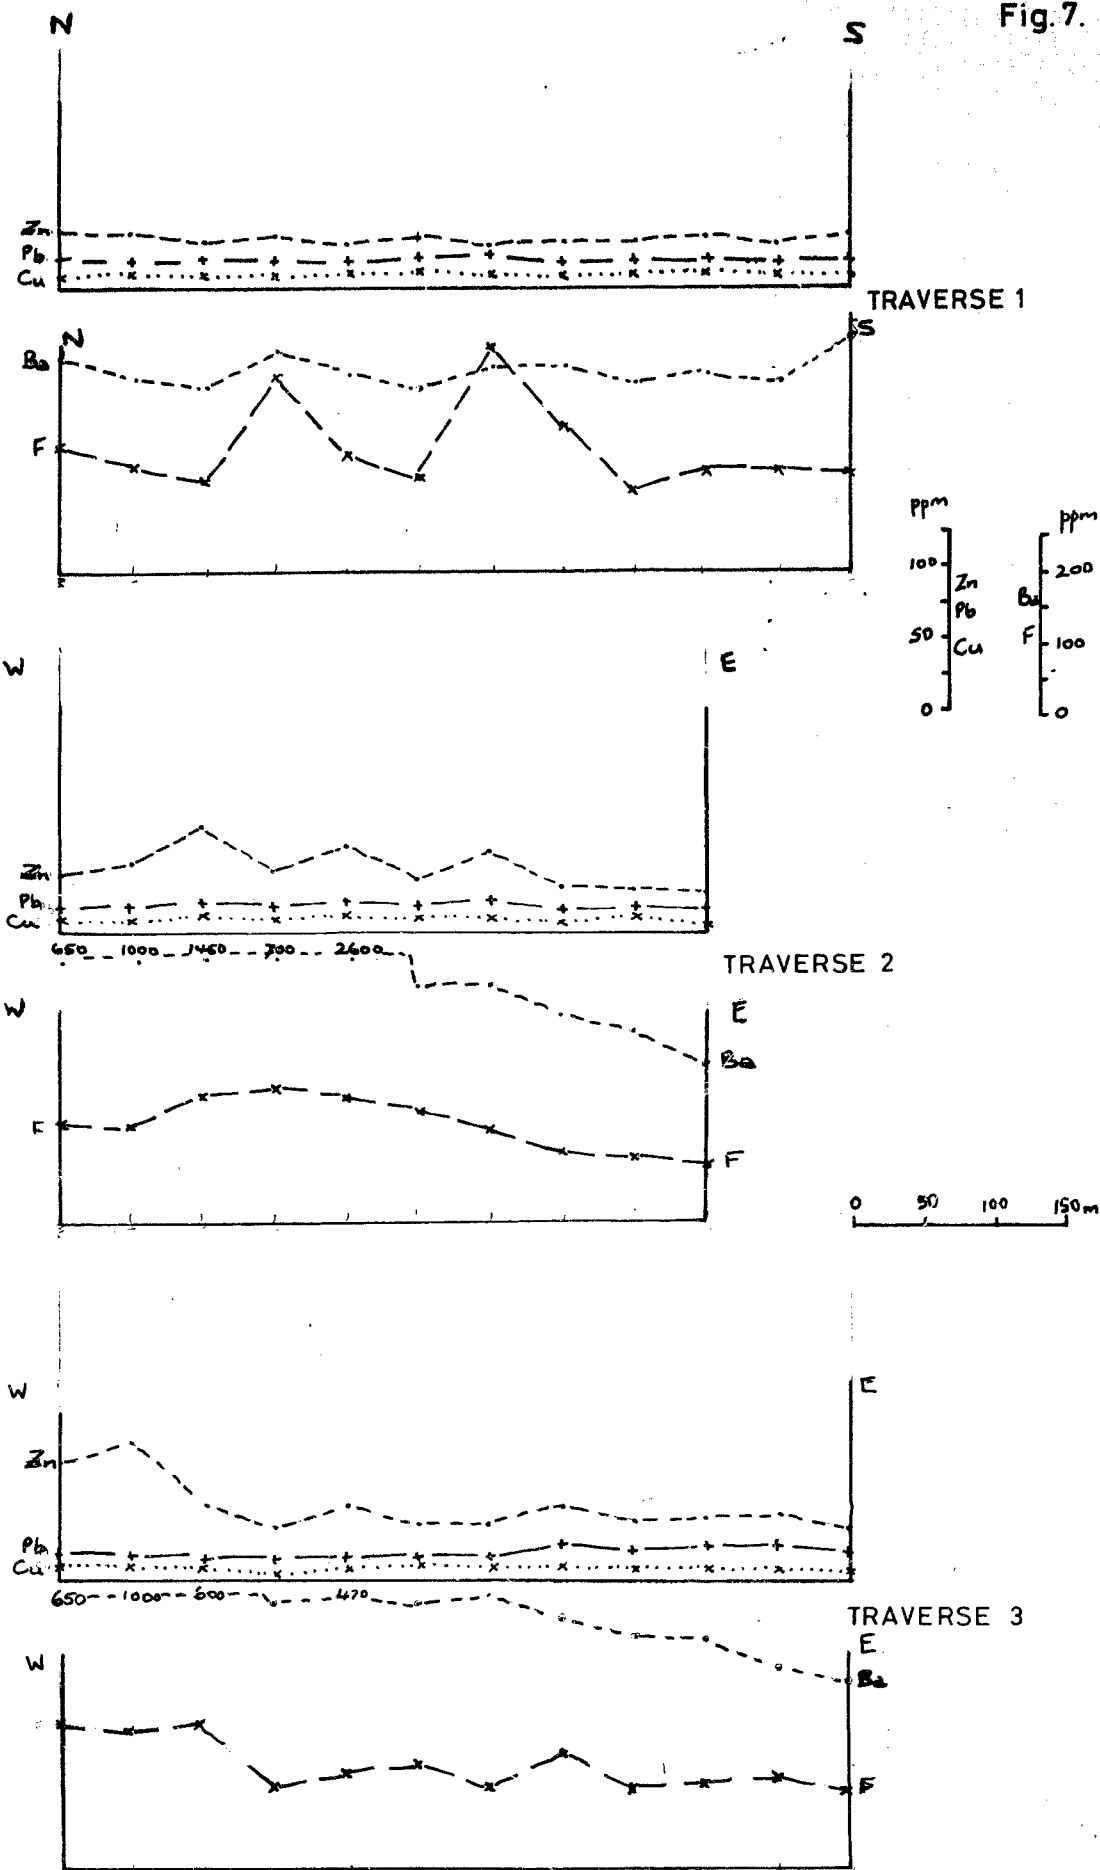 Fig. 7.
N S
Zn
Pb
Cu
TRAVERSE 1
N S
Ba
F
ppm ppm
100 200
Zn
Pb Ba
50 F 100
Cu
0 0
W E
Zn
Pb
Cu
650 1000 1450 700 2600
TRAVERSE 2
W E
Ba
F F
0 50 100 150m
W E
Zn
Pb
Cu
650 1000 600 470
TRAVERSE 3
W E
Ba
F